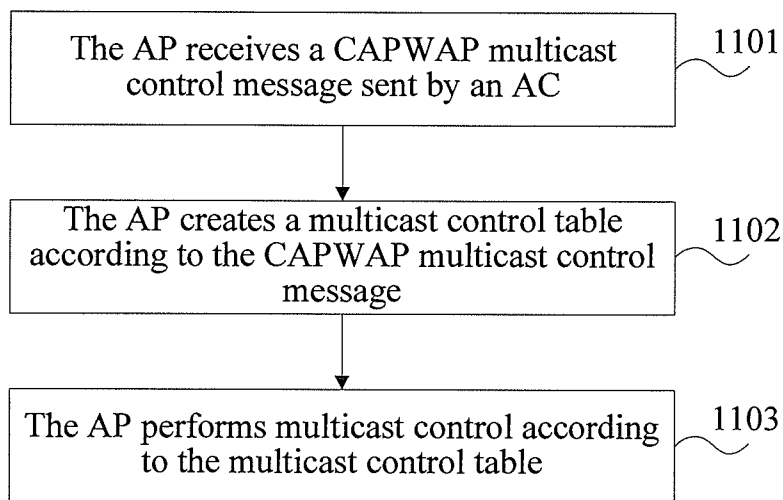 The AP receives a CAPWAP multicast
control message sent by an AC
1101
The AP creates a multicast control table
according to the CAPWAP multicast control
message
1102
The AP performs multicast control according
to the multicast control table
1103